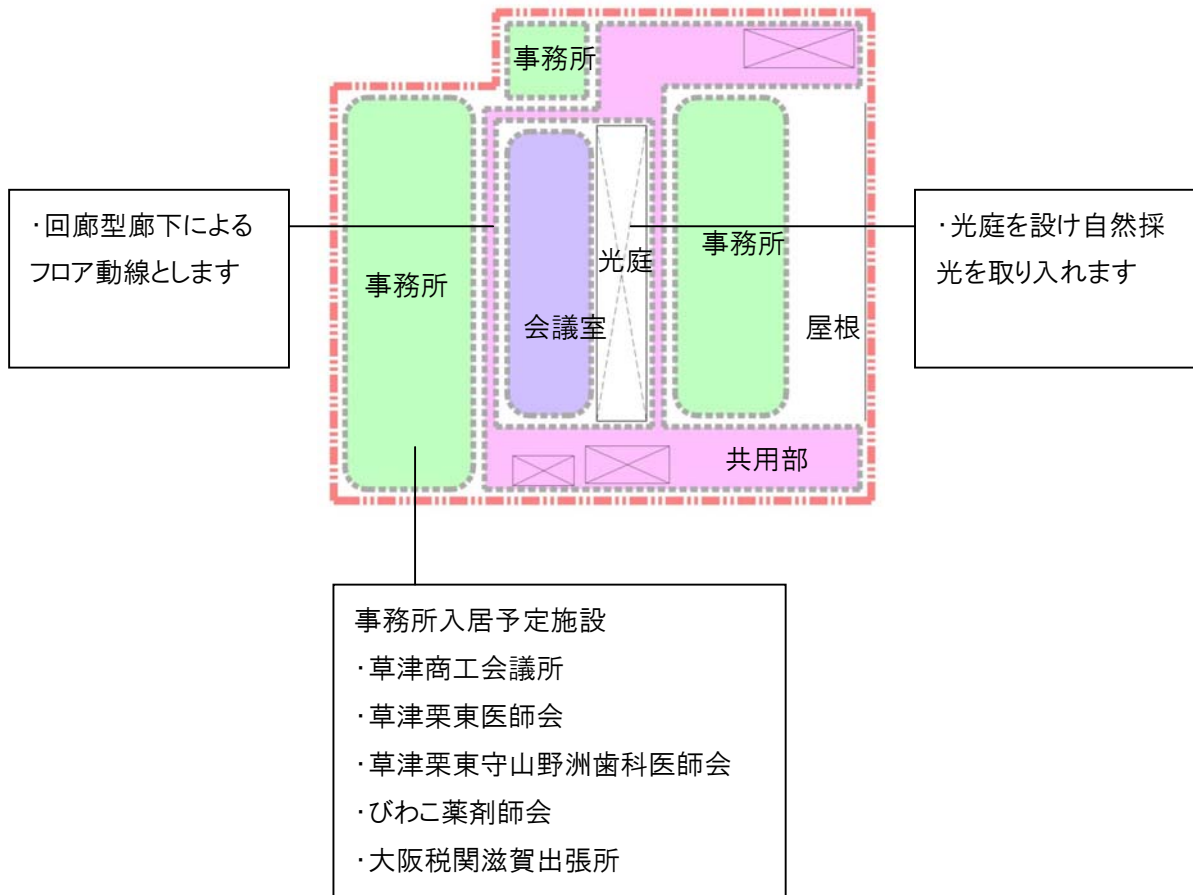 事務所
・回廊型廊下による
フロア動線とします
事務所
会議室
光庭
事務所
屋根
共用部
・光庭を設け自然採
光を取り入れます
事務所入居予定施設
・草津商工会議所
・草津栗東医師会
・草津栗東守山野洲歯科医師会
・びわこ薬剤師会
・大阪税関滋賀出張所